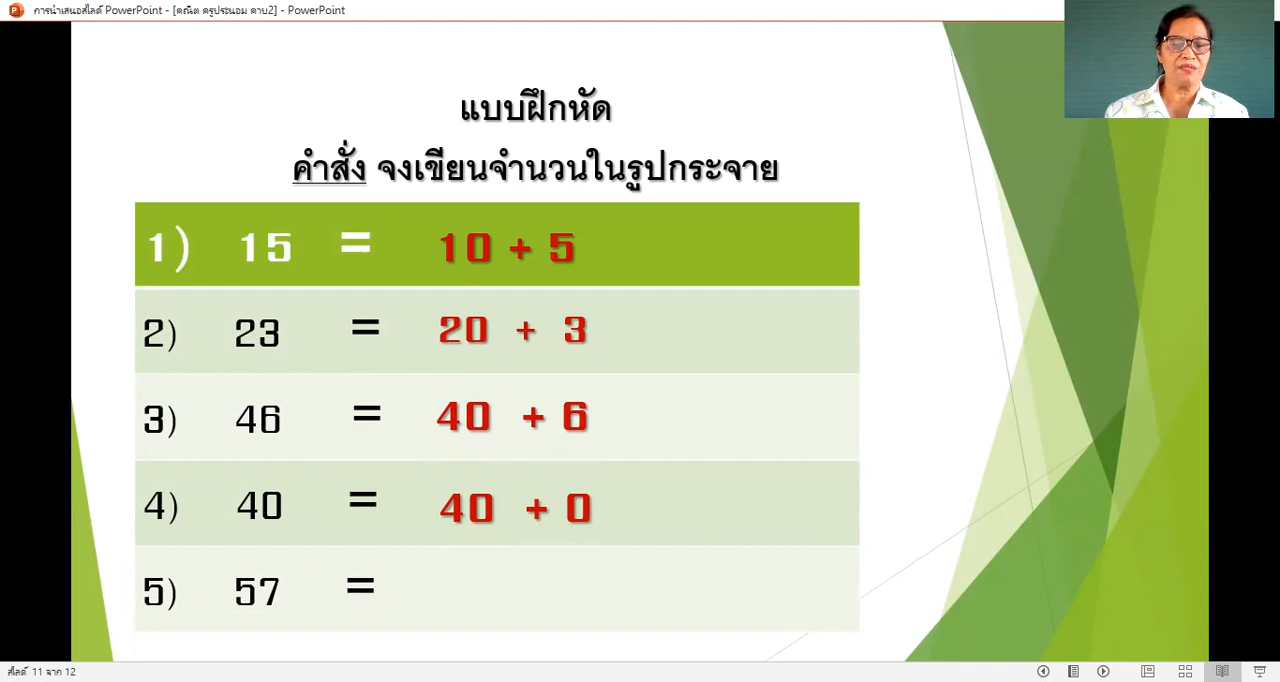 การนำเสนอสไลด์ PowerPoint - [คณิต ครูประนอม คาบ2] - PowerPoint
แบบฝึกหัด
คำสั่ง จงเขียนจำนวนในรูปกระจาย
1) 15 = 10 + 5
2) 23 = 20 + 3
3) 46 = 40 + 6
4) 40 = 40 + 0
5) 57 =
สไลด์ 11 จาก 12